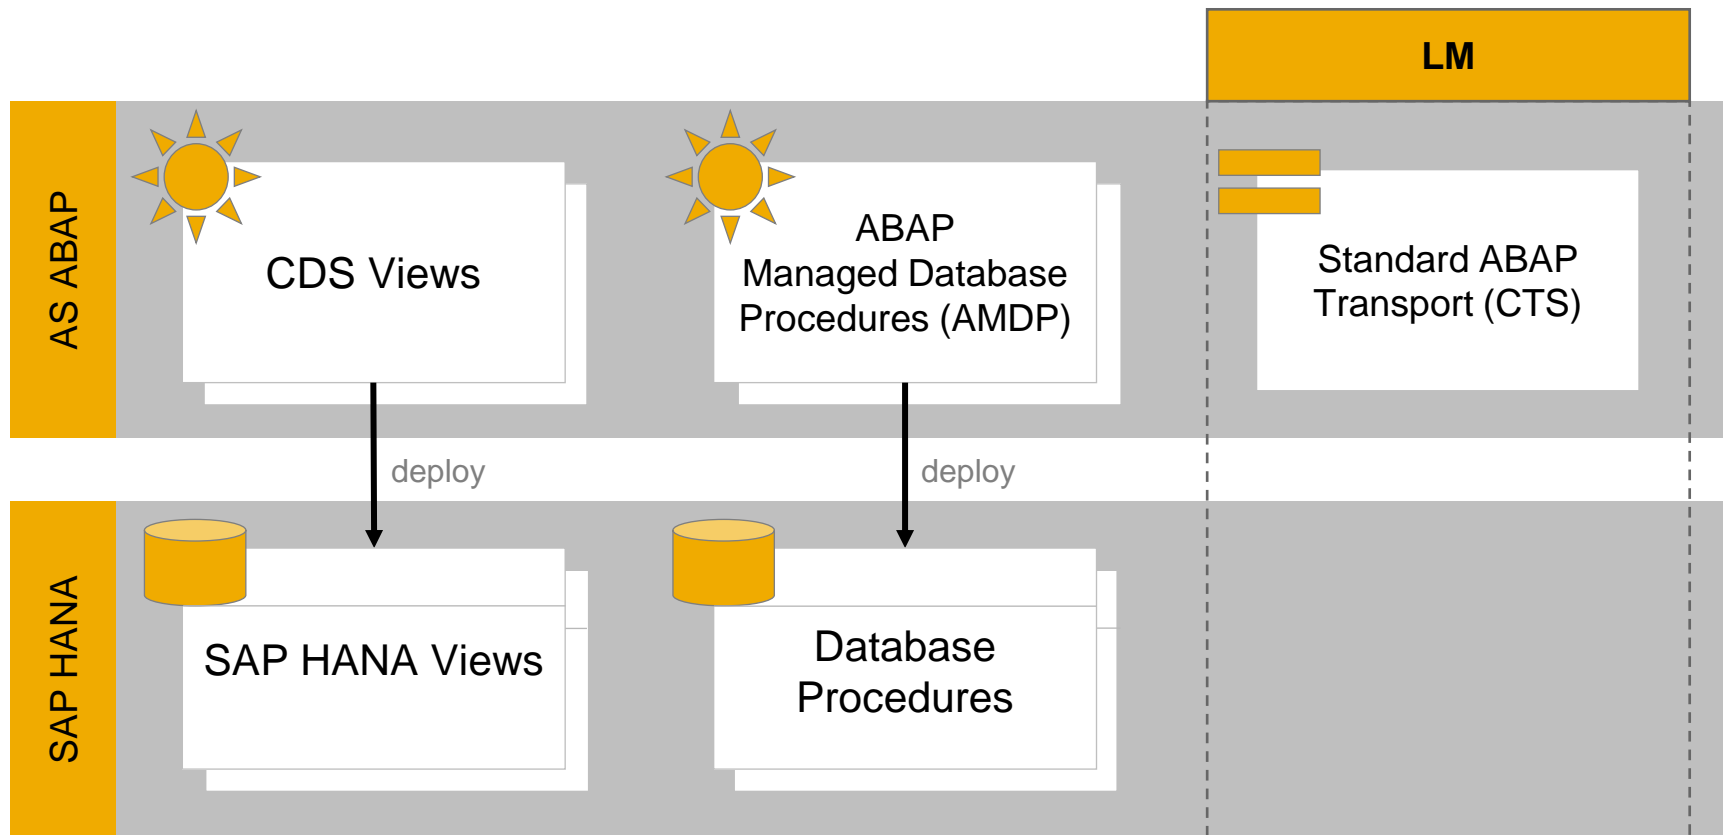 LM
AS ABAP
CDS Views
ABAP
Managed Database
Procedures (AMDP)
Standard ABAP
Transport (CTS)
deploy
deploy
SAP HANA
SAP HANA Views
Database
Procedures